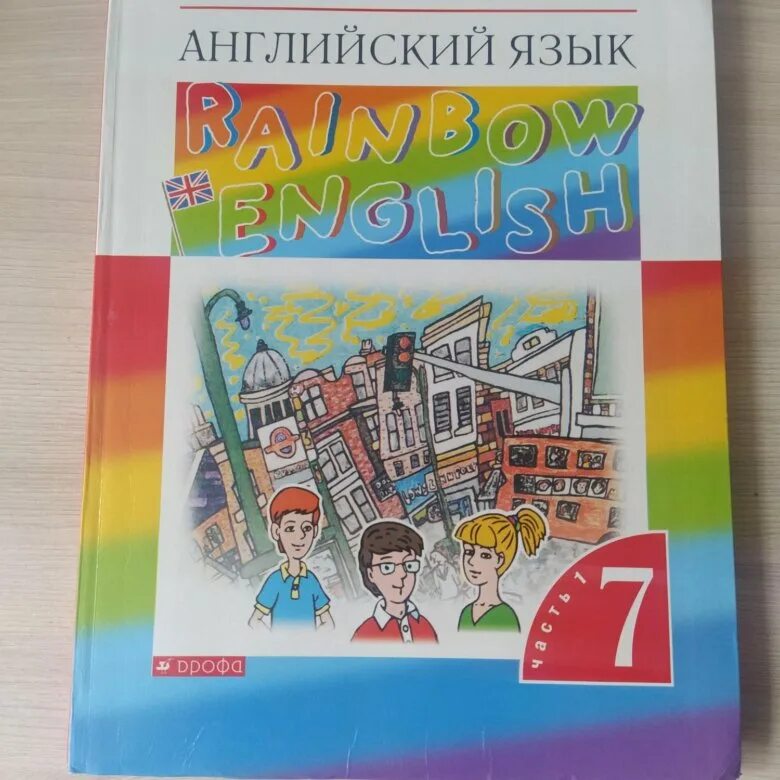 АНГЛИЙСКИЙ ЯЗЫК
RAINBOW
ENGLISH
часть 1
7
дрофа